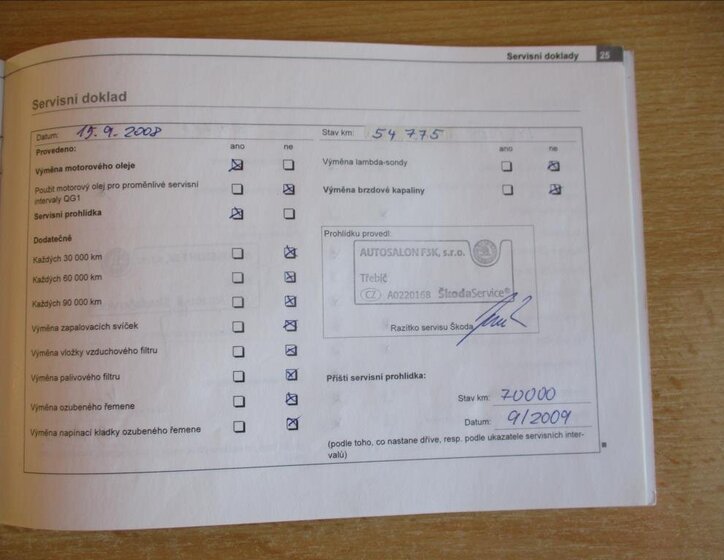 Servisní doklady 25
Servisní doklad
Datum: 15.9.2008
Stav km: 54 775
Provedeno: ano ne
ano ne
Výměna motorového oleje
Výměna lambda-sondy
Použit motorový olej pro proměnlivé servisní
intervaly QG1
Výměna brzdové kapaliny
Servisní prohlídka
Dodatečně
Každých 30 000 km
Každých 60 000 km
Každých 90 000 km
Výměna zapalovacích svíček
Výměna vložky vzduchového filtru
Výměna palivového filtru
Výměna ozubeného řemene
Výměna napínací kladky ozubeného řemene
Prohlídku provedl:
AUTOSALON FSK, s.r.o.
Třebíč
CZ A0220168 ŠkodaService®
Razítko servisu Škoda
Příští servisní prohlídka:
Stav km: 70000
Datum: 9/2009
(podle toho, co nastane dříve, resp. podle ukazatele servisních inter-
valů)